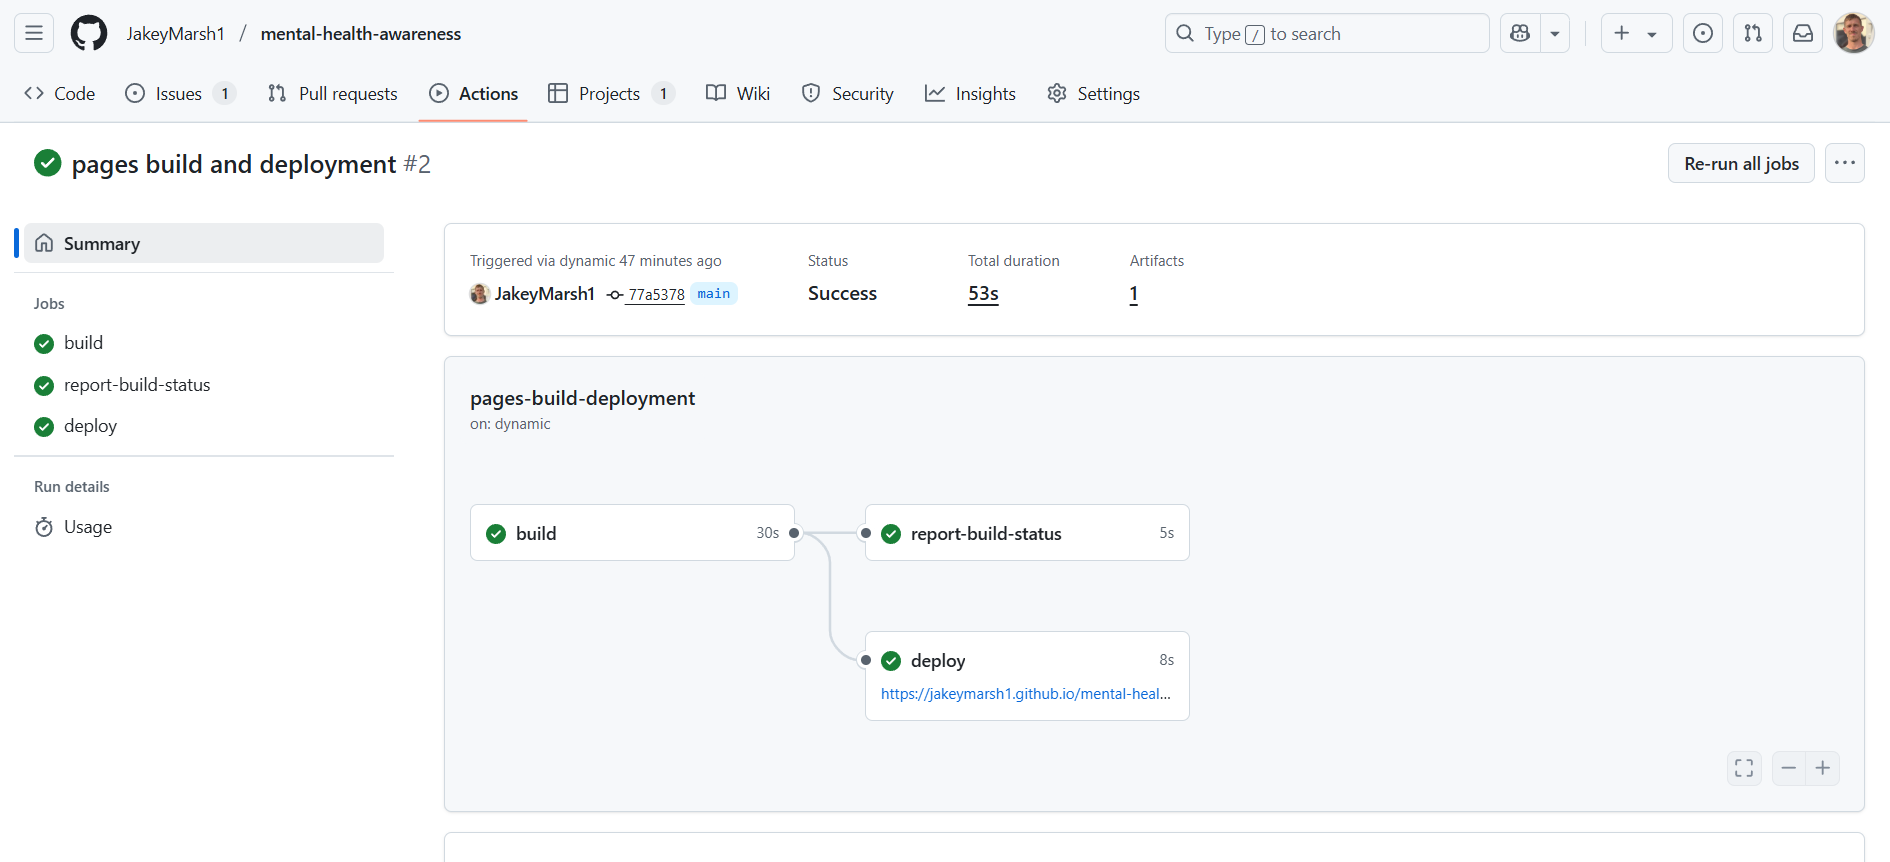 JakeyMarsh1 / mental-health-awareness
Type / to search
Code
Issues 1
Pull requests
Actions
Projects 1
Wiki
Security
Insights
Settings
pages build and deployment #2
Re-run all jobs
Summary
Jobs
build
report-build-status
deploy
Run details
Usage
Triggered via dynamic 47 minutes ago
JakeyMarsh1 77a5378 main
Status
Success
Total duration
53s
Artifacts
1
pages-build-deployment
on: dynamic
build 30s
report-build-status 5s
deploy 8s
https://jakeymarsh1.github.io/mental-heal...